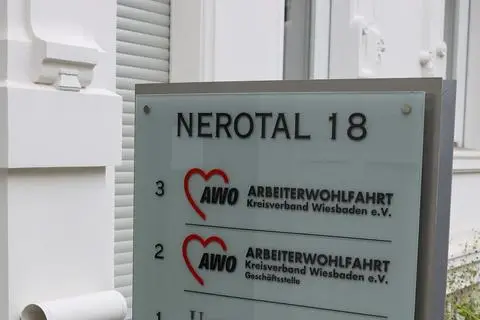 NEROTAL 18
3 AWO ARBEITERWOHLFAHRT
Kreisverband Wiesbaden e.V.
2 AWO ARBEITERWOHLFAHRT
Kreisverband Wiesbaden e.V.
Geschäftsstelle
1